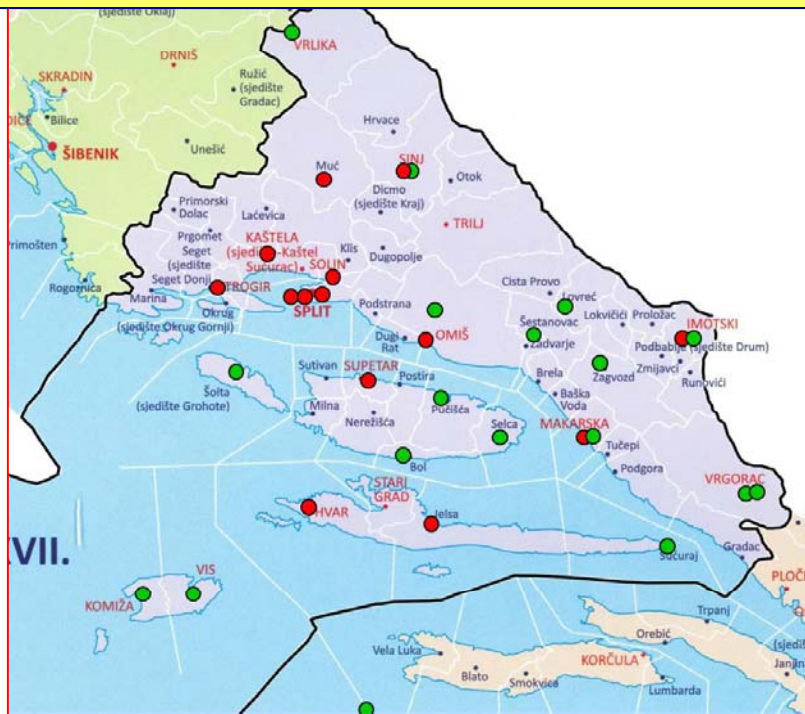 (sjedište Oklaj)
VRLIKA
DRNIŠ
SKRADIN
Ružić
(sjedište
Gradac)
Bilice
DICE
Hrvace
Unešić
ŠIBENIK
SINJ
Muć
Otok
Dicmo
(sjedište Kraj)
Primorski
Dolac
Lačevica
TRILJ
Prgomet
KAŠTELA
(sjedište-Kaštel
Sućurac)
Klis
Dugopolje
Primošten
Seget
(sjedište
Seget Donji)
SOLIN
Rogoznica
Marina
TROGIR
Cista Provo
Lovreć
Okrug
(sjedište Okrug Gornji)
SPLIT
Podstrana
Šestanovac
Lokvičići
Proložac
IMOTSKI
Dugi
Rat
OMIŠ
Zadvarje
Podbablje (sjedište Drum)
Zmijavci
Runovići
Zagvozd
Sutivan
SUPETAR
Postira
Brela
Baška
Voda
Šolta
(sjedište Grohote)
Milna
Pučišća
Nerežišća
Selca
MAKARSKA
Tučepi
Bol
Podgora
STARI
GRAD
VRGORAC
HVAR
Jelsa
Sućuraj
Gradac
VII.
VIS
KOMIŽA
PLOČ
Trpanj
Orebić
Vela Luka
KORČULA
Blato
Smokvica
Lumbarda
(sjedi
Janjin